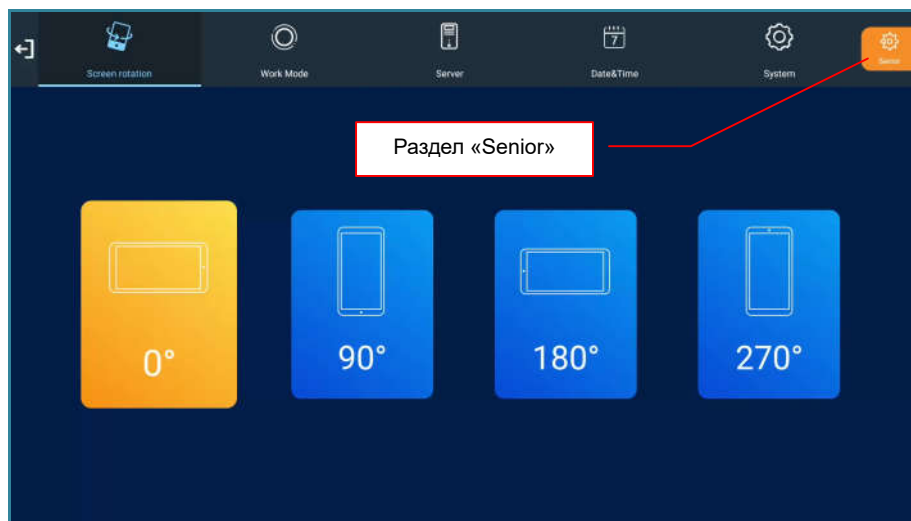 Screen rotation
Work Mode
Server
7
Date&Time
System
Senior
Раздел «Senior»
0°
90°
180°
270°